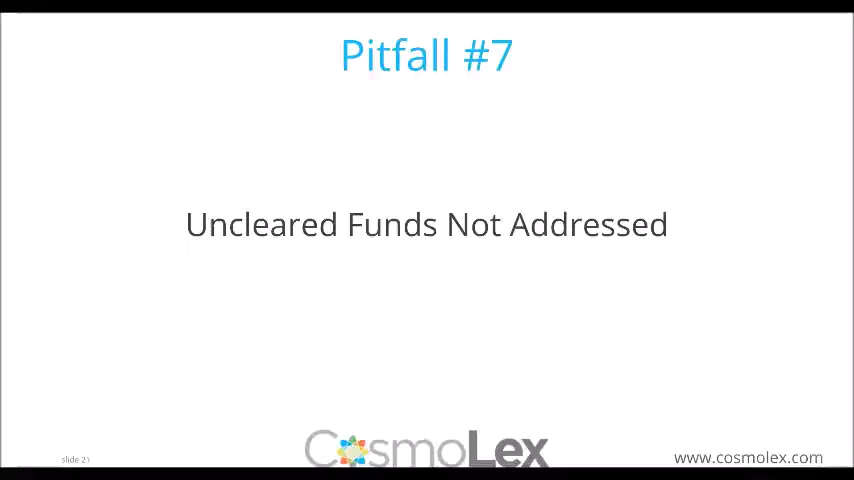 Pitfall #7
Uncleared Funds Not Addressed
slide 21
CosmoLex
www.cosmolex.com